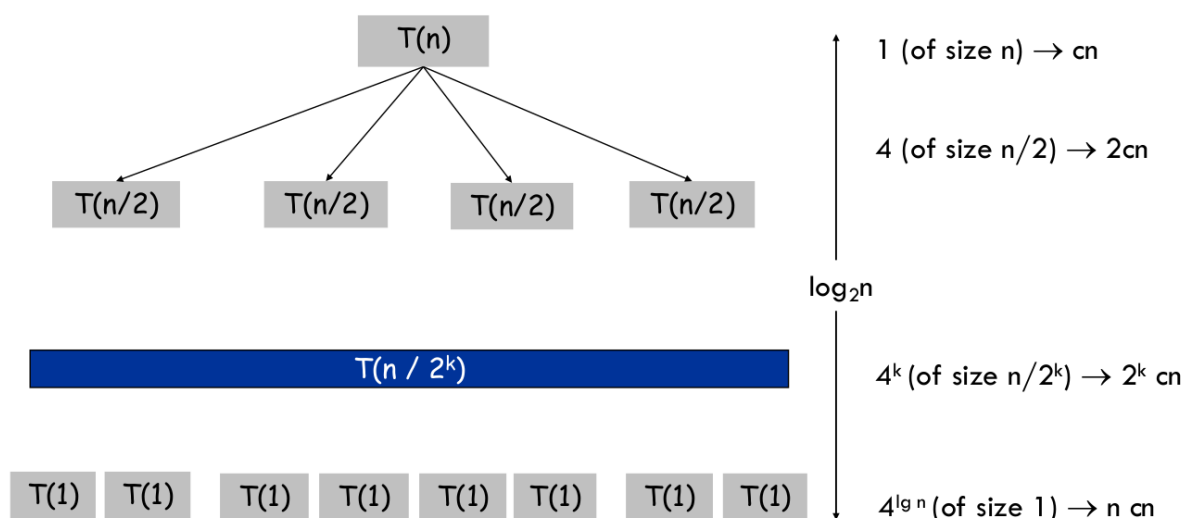 T(n)
1 (of size n) → cn
4 (of size n/2) → 2cn
T(n/2) T(n/2) T(n/2) T(n/2)
log₂n
T(n / 2ᵏ)
4ᵏ (of size n/2ᵏ) → 2ᵏ cn
T(1) T(1) T(1) T(1) T(1) T(1) T(1) T(1)
4ˡᵍ ⁿ (of size 1) → n cn